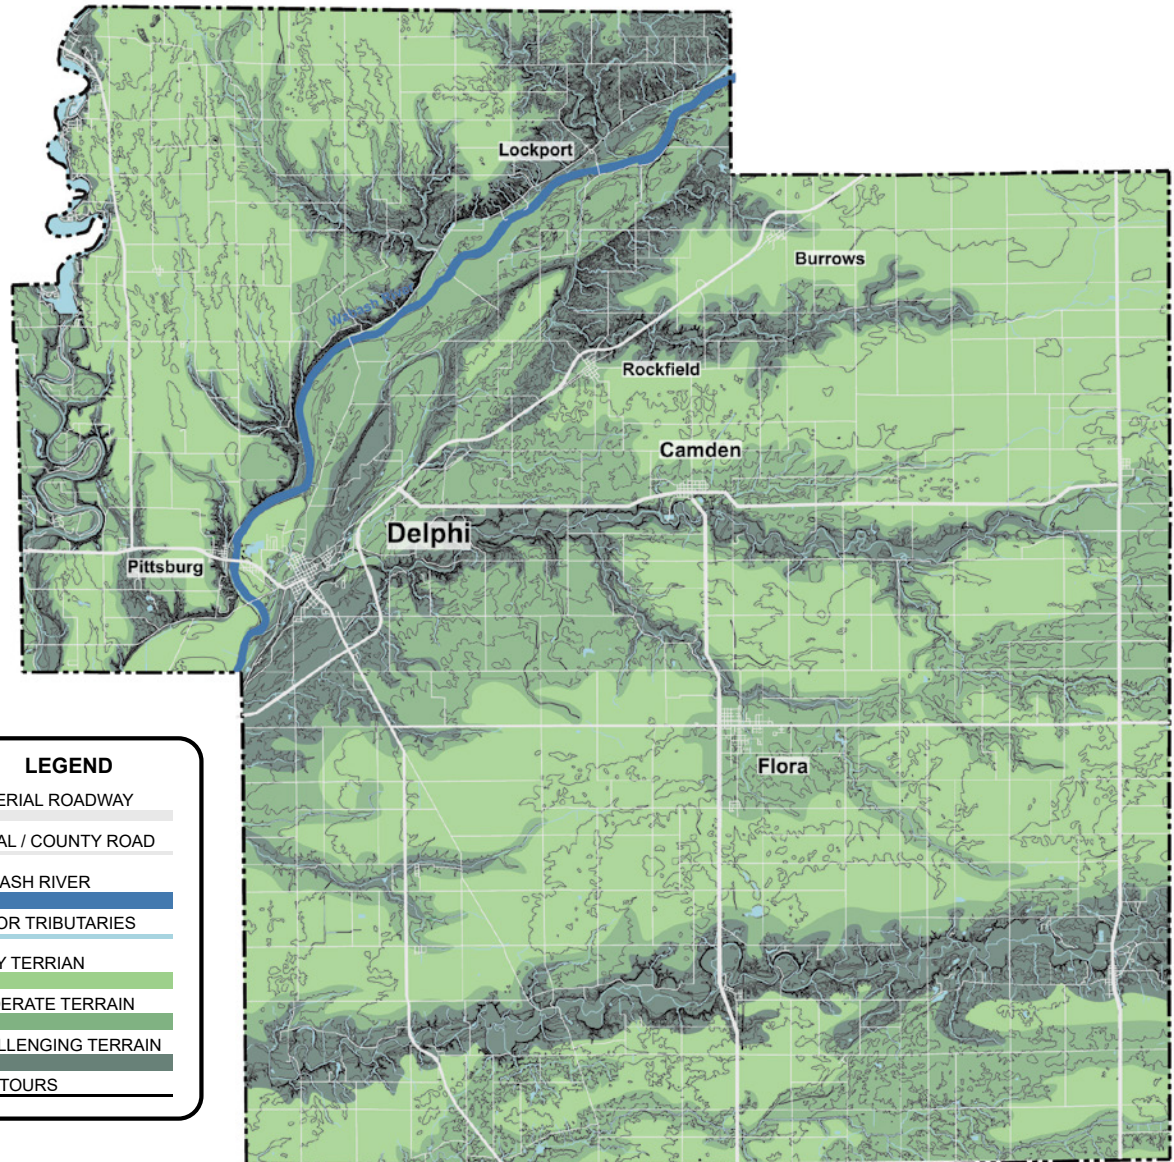 Lockport
Burrows
Rockfield
Camden
Delphi
Pittsburg
Flora
LEGEND
ERIAL ROADWAY
AL / COUNTY ROAD
ASH RIVER
OR TRIBUTARIES
Y TERRIAN
DERATE TERRAIN
LLENGING TERRAIN
TOURS